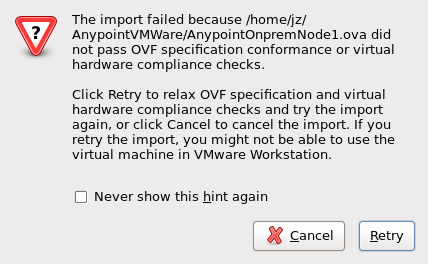 The import failed because /home/jz/
AnypointVMWare/AnypointOnpremNode1.ova did
not pass OVF specification conformance or virtual
hardware compliance checks.
Click Retry to relax OVF specification and virtual
hardware compliance checks and try the import
again, or click Cancel to cancel the import. If you
retry the import, you might not be able to use the
virtual machine in VMware Workstation.
Never show this hint again
Cancel
Retry